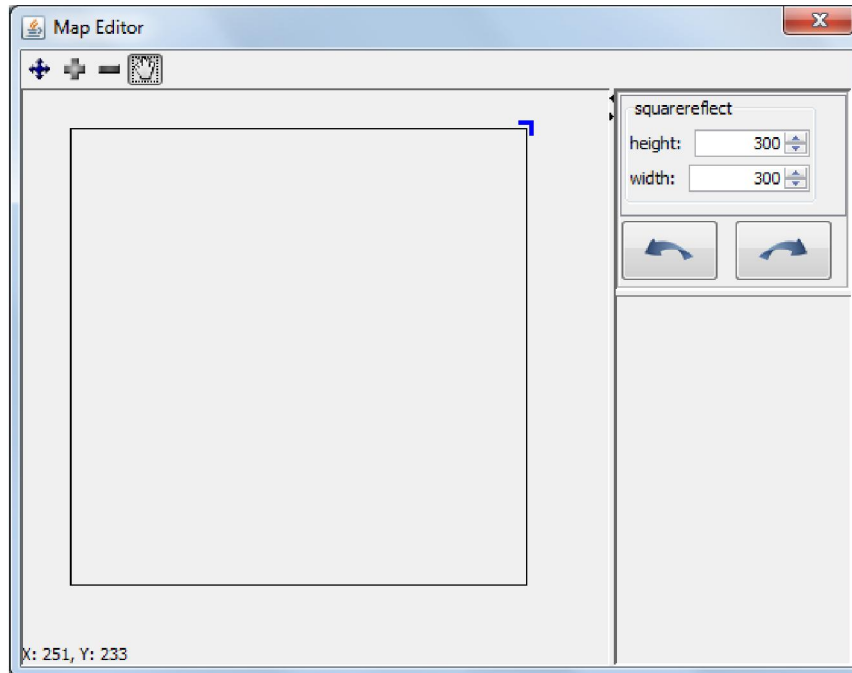 Map Editor
squarereflect
height: 300
width: 300
X: 251, Y: 233